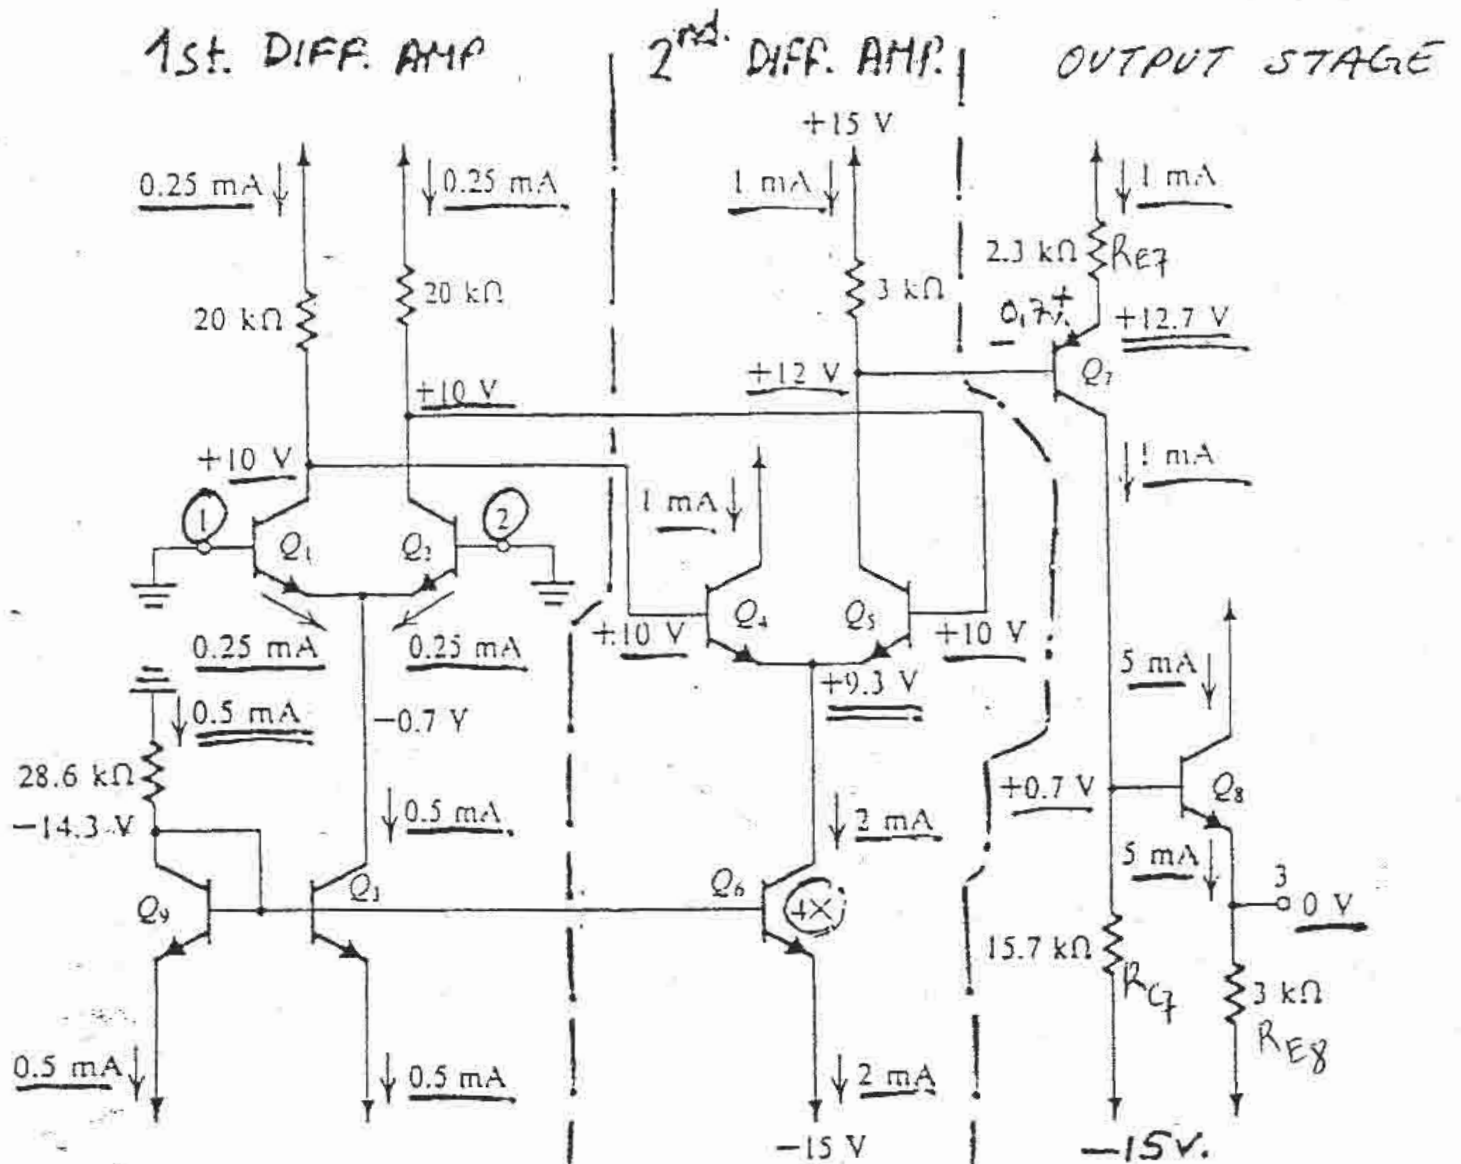 1st. DIFF. AMP
2nd. DIFF. AMP.
OUTPUT STAGE
+15 V
0.25 mA
0.25 mA
1 mA
1 mA
20 kΩ
20 kΩ
3 kΩ
2.3 kΩ
RE7
0,7V
+
-
+12.7 V
+10 V
+12 V
Q7
+10 V
1 mA
1 mA
1
Q1
Q2
2
0.25 mA
0.25 mA
+10 V
Q4
Q5
+10 V
+9.3 V
5 mA
0.5 mA
-0.7 V
28.6 kΩ
-14.3 V
0.5 mA
2 mA
+0.7 V
Q8
5 mA
3
0 V
Q9
Q3
Q6
4X
15.7 kΩ
RC7
3 kΩ
RE8
0.5 mA
0.5 mA
2 mA
-15 V
-15V.